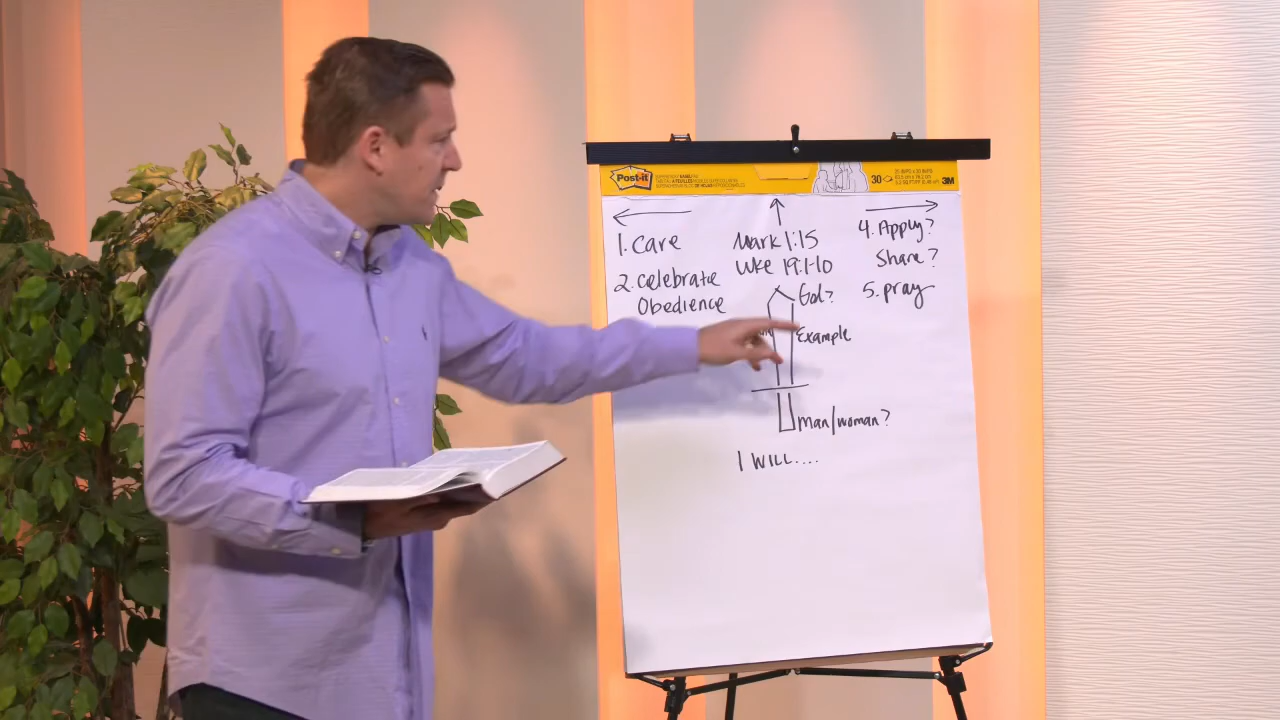 Post-it
30
3M
1. Care
2. Celebrate
Obedience
Mark 1:15
Luke 19:1-10
God?
Example
Man/woman?
I WILL....
4. Apply?
Share?
5. pray